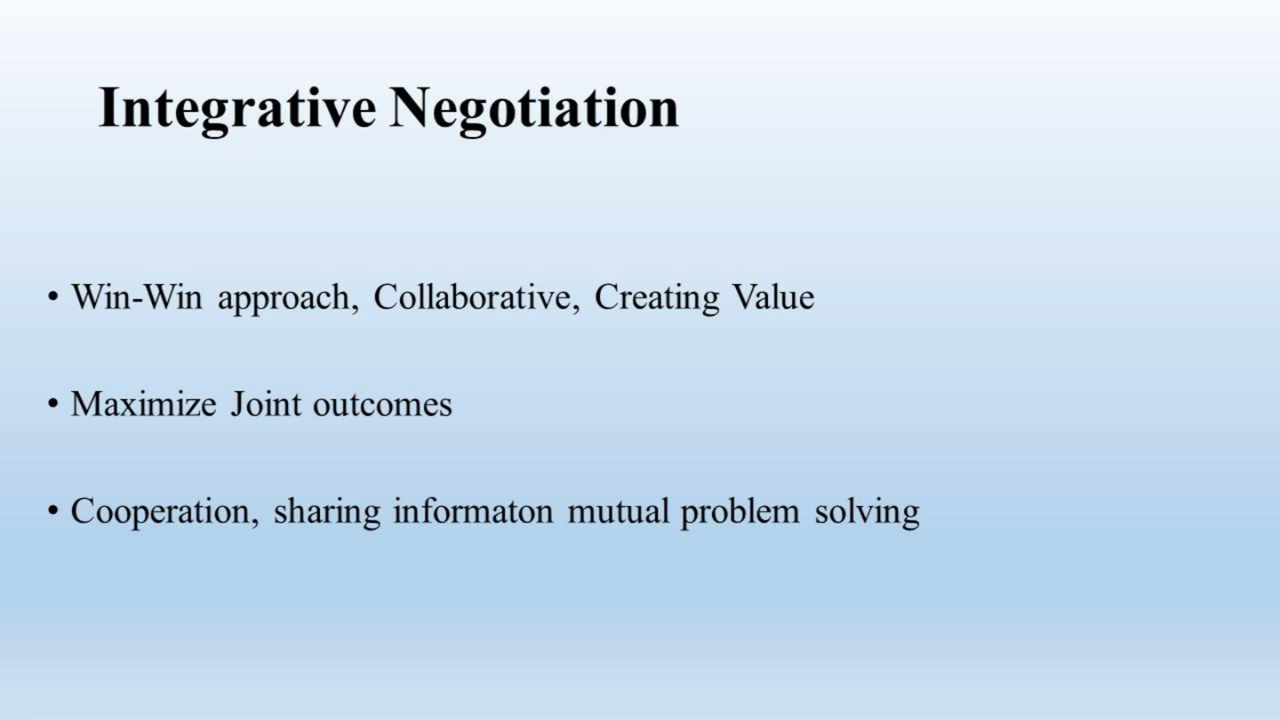 Integrative Negotiation
• Win-Win approach, Collaborative, Creating Value
• Maximize Joint outcomes
• Cooperation, sharing informaton mutual problem solving